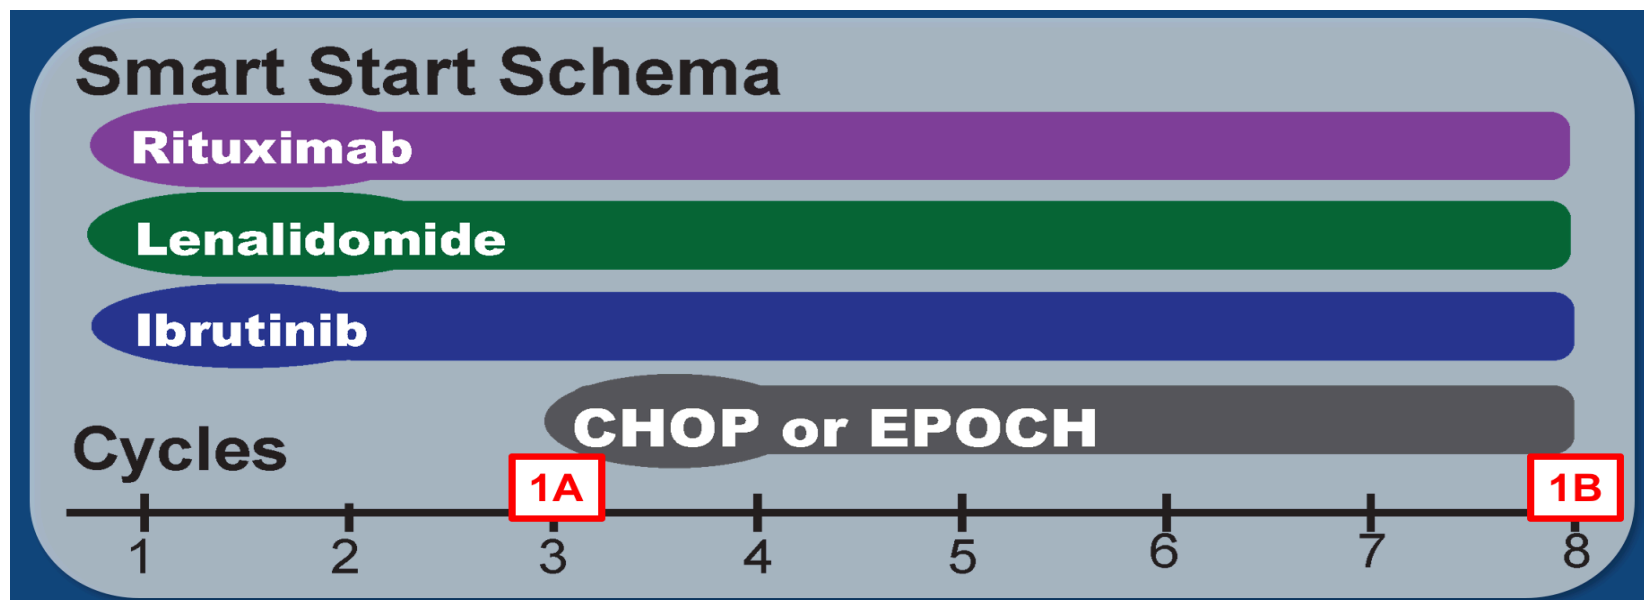 Smart Start Schema
Rituximab
Lenalidomide
Ibrutinib
CHOP or EPOCH
Cycles
1A
1B
1 2 3 4 5 6 7 8